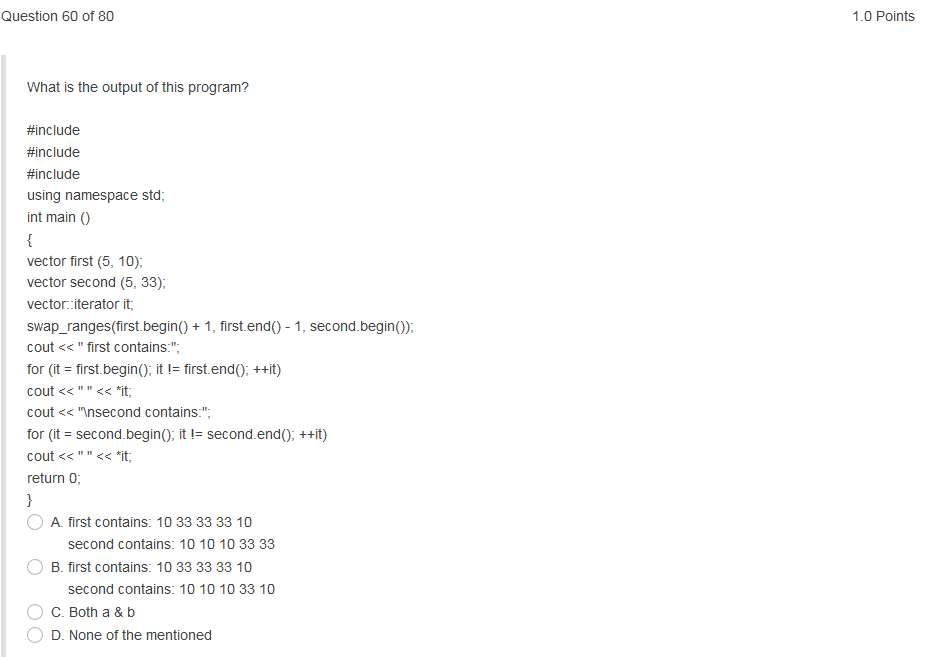 Question 60 of 80
1.0 Points
What is the output of this program?
#include
#include
#include
using namespace std;
int main ()
{
vector first (5, 10);
vector second (5, 33);
vector::iterator it;
swap_ranges(first.begin() + 1, first.end() - 1, second.begin());
cout << " first contains:";
for (it = first.begin(); it != first.end(); ++it)
cout << " " << *it;
cout << "\nsecond contains:";
for (it = second.begin(); it != second.end(); ++it)
cout << " " << *it;
return 0;
}
A. first contains: 10 33 33 33 10
second contains: 10 10 10 33 33
B. first contains: 10 33 33 33 10
second contains: 10 10 10 33 10
C. Both a & b
D. None of the mentioned